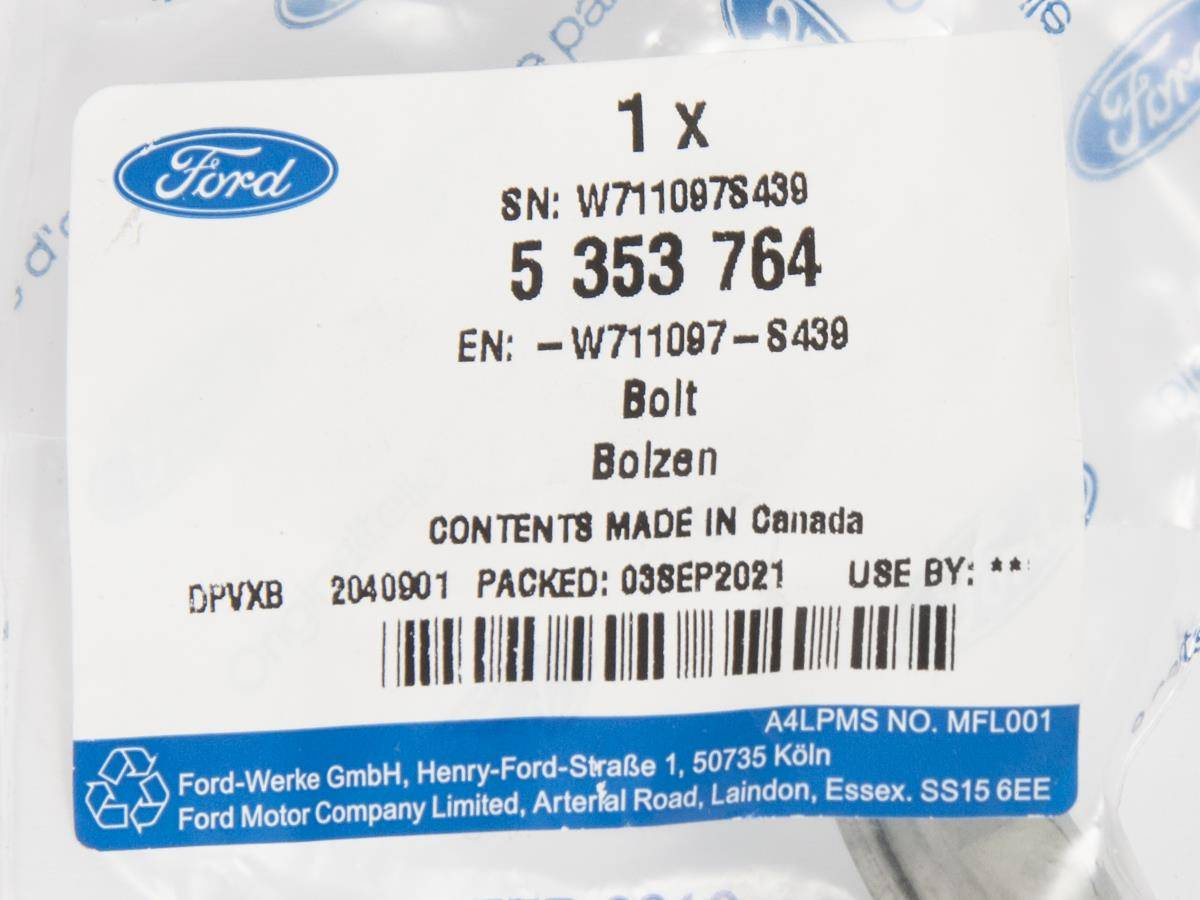 Ford
1 x
SN: W711097S439
5 353 764
EN: -W711097-S439
Bolt
Bolzen
CONTENTS MADE IN Canada
DPVXB 2040901 PACKED: 03SEP2021 USE BY: **
A4LPMS NO. MFL001
Ford-Werke GmbH, Henry-Ford-Straße 1, 50735 Köln
Ford Motor Company Limited, Arterial Road, Laindon, Essex. SS15 6EE
Ford